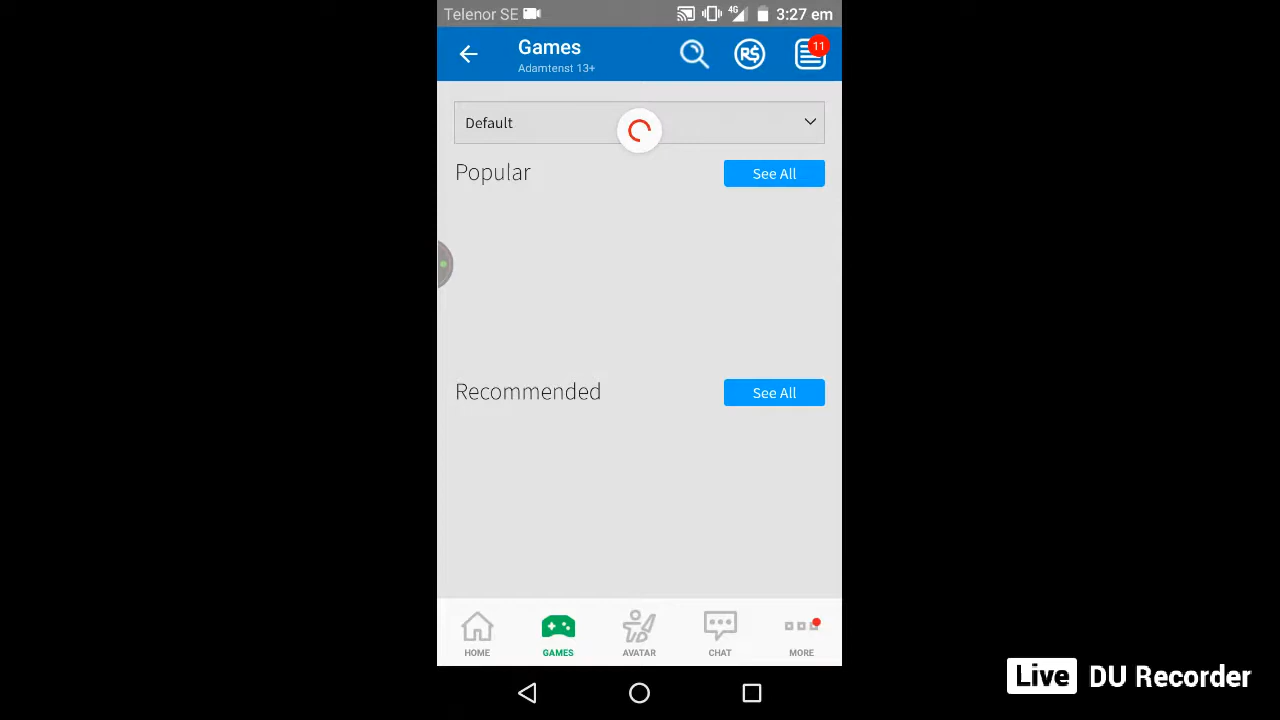 Telenor SE 4G 3:27 em
Games
Adamtenst 13+
R$
11
Default
Popular See All
Recommended See All
HOME GAMES AVATAR CHAT MORE
Live DU Recorder